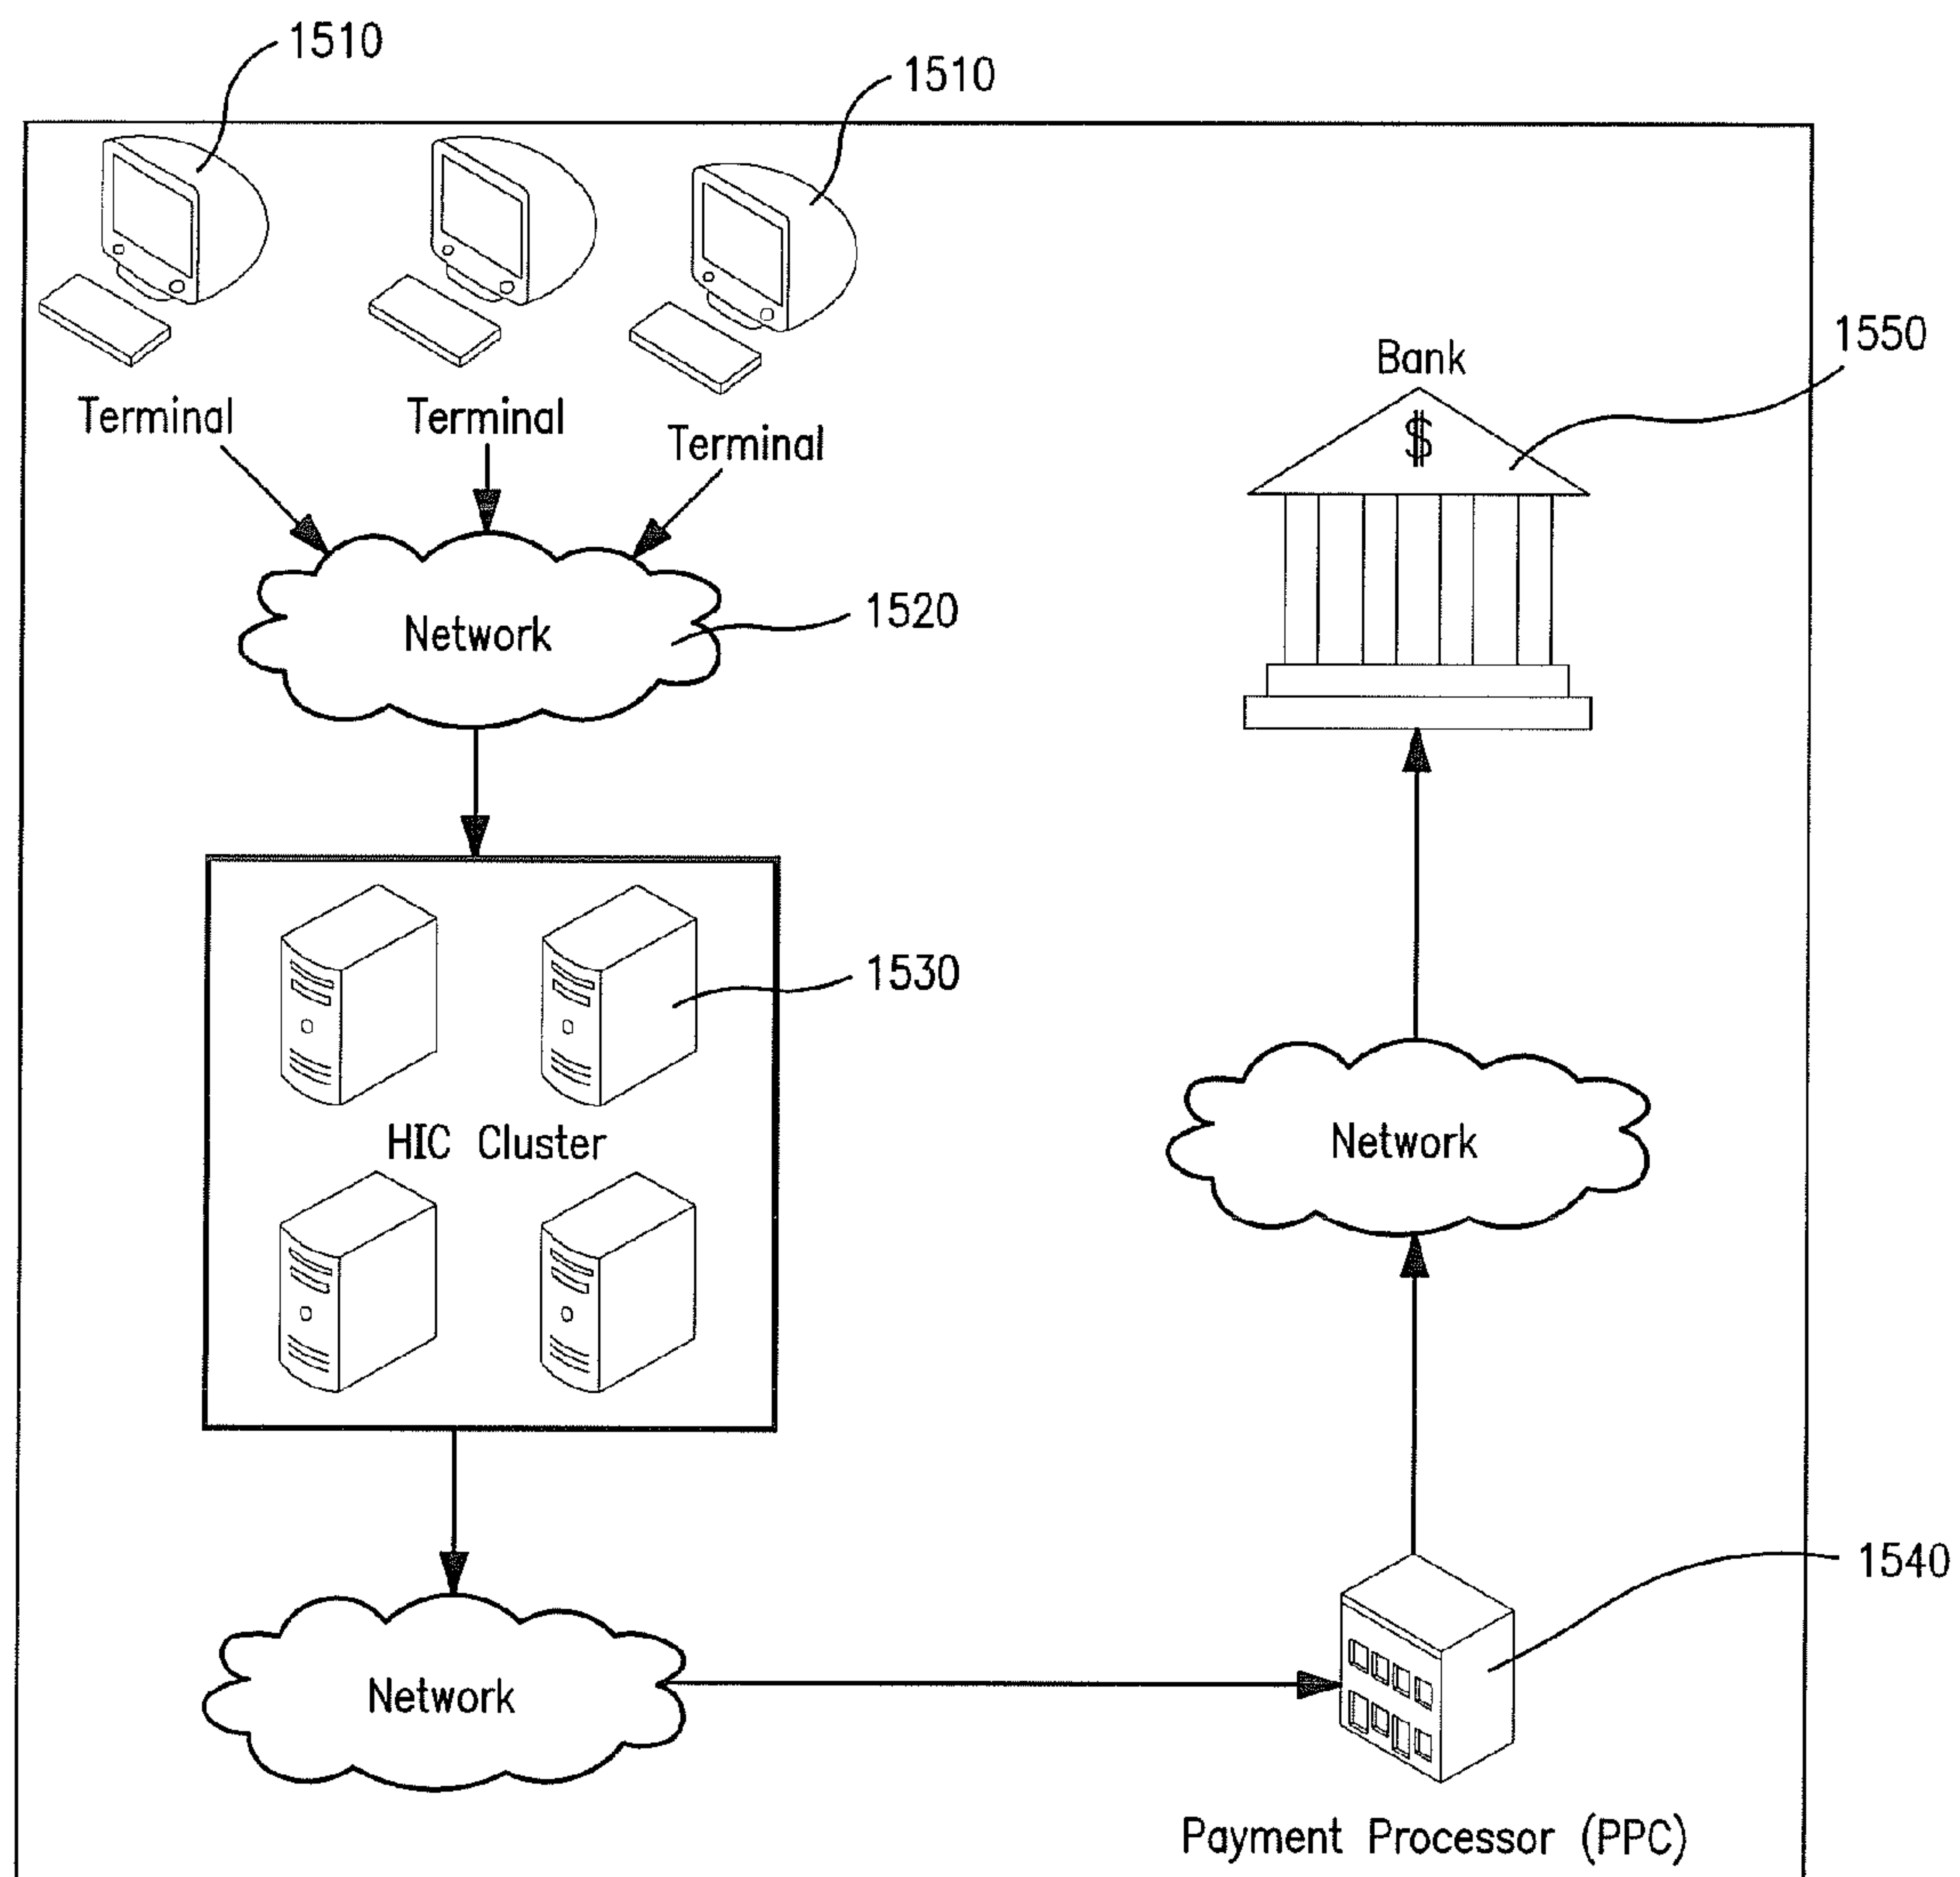 1510
1510
Terminal
Terminal
Terminal
Bank
1550
$
Network
1520
1530
HIC Cluster
Network
1540
Network
Payment Processor (PPC)